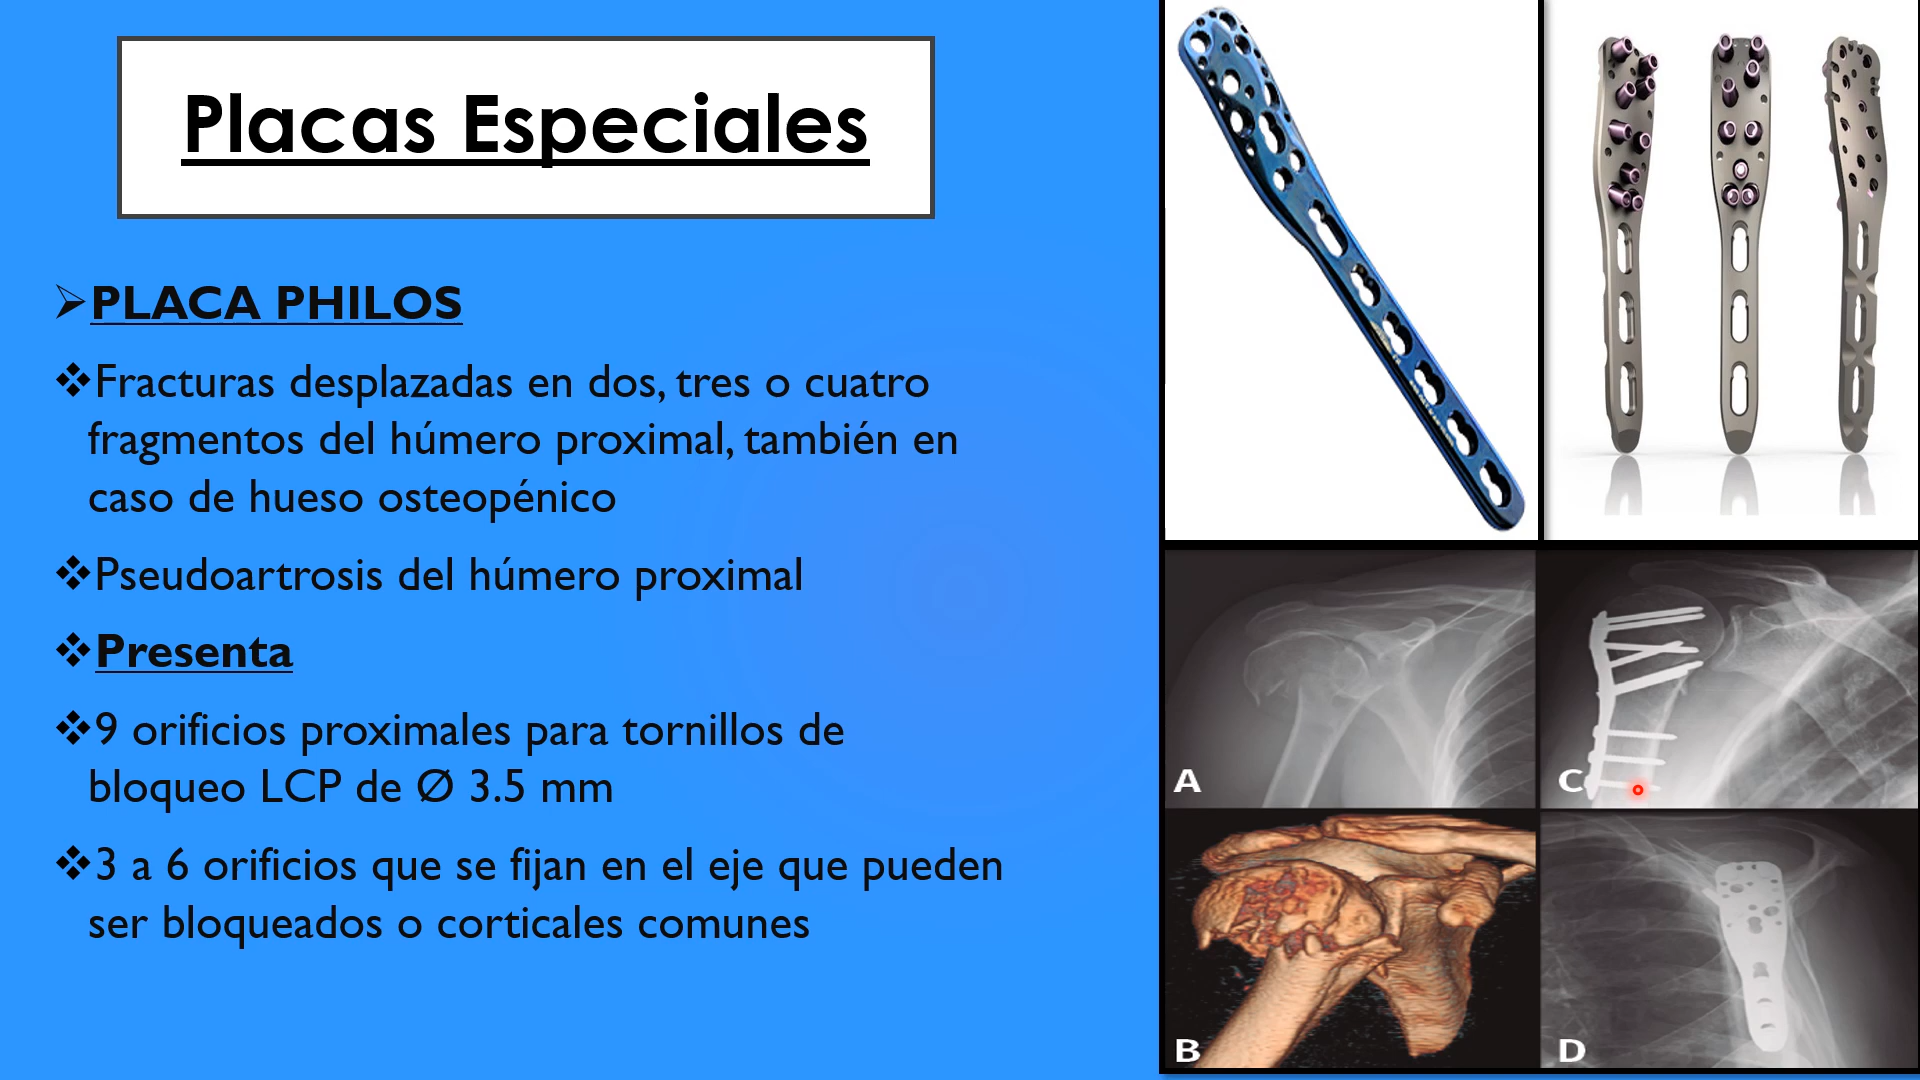 Placas Especiales
PLACA PHILOS
Fracturas desplazadas en dos, tres o cuatro
fragmentos del húmero proximal, también en
caso de hueso osteopénico
Pseudoartrosis del húmero proximal
Presenta
9 orificios proximales para tornillos de
bloqueo LCP de Ø 3.5 mm
3 a 6 orificios que se fijan en el eje que pueden
ser bloqueados o corticales comunes
A
C
B
D